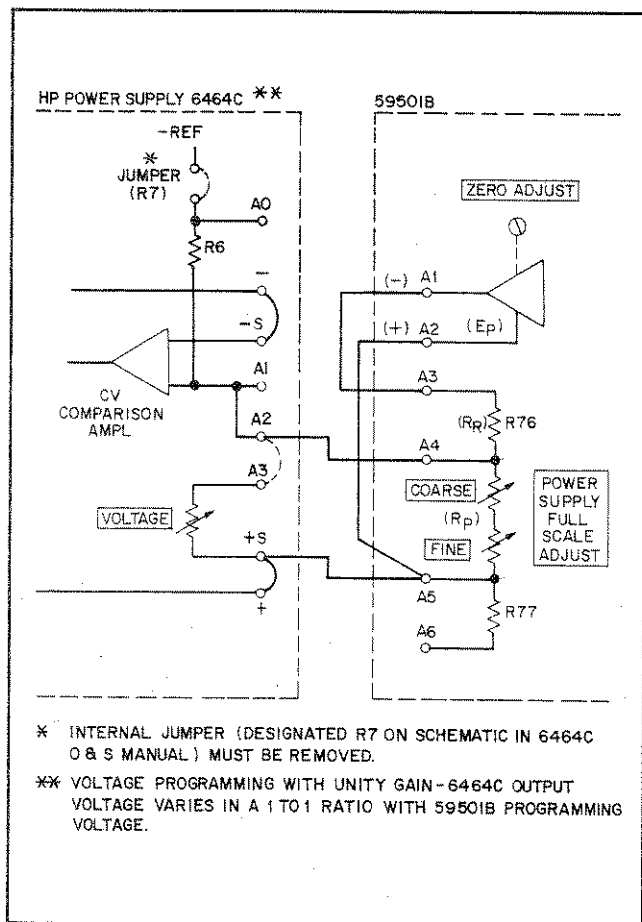 HP POWER SUPPLY 6464C **
59501B
-REF
*
JUMPER
(R7)
A0
R6
ZERO ADJUST
-
(-) A1
-S
(+) A2
(EP)
A1
CV
COMPARISON
AMPL
A3
A2
(RR) R76
A4
A3
COARSE
POWER
SUPPLY
FULL
SCALE
ADJUST
VOLTAGE
(Rp)
+S
FINE
A5
+
R77
A6
* INTERNAL JUMPER (DESIGNATED R7 ON SCHEMATIC IN 6464C
O & S MANUAL) MUST BE REMOVED.
** VOLTAGE PROGRAMMING WITH UNITY GAIN-6464C OUTPUT
VOLTAGE VARIES IN A 1 TO 1 RATIO WITH 59501B PROGRAMMING
VOLTAGE.